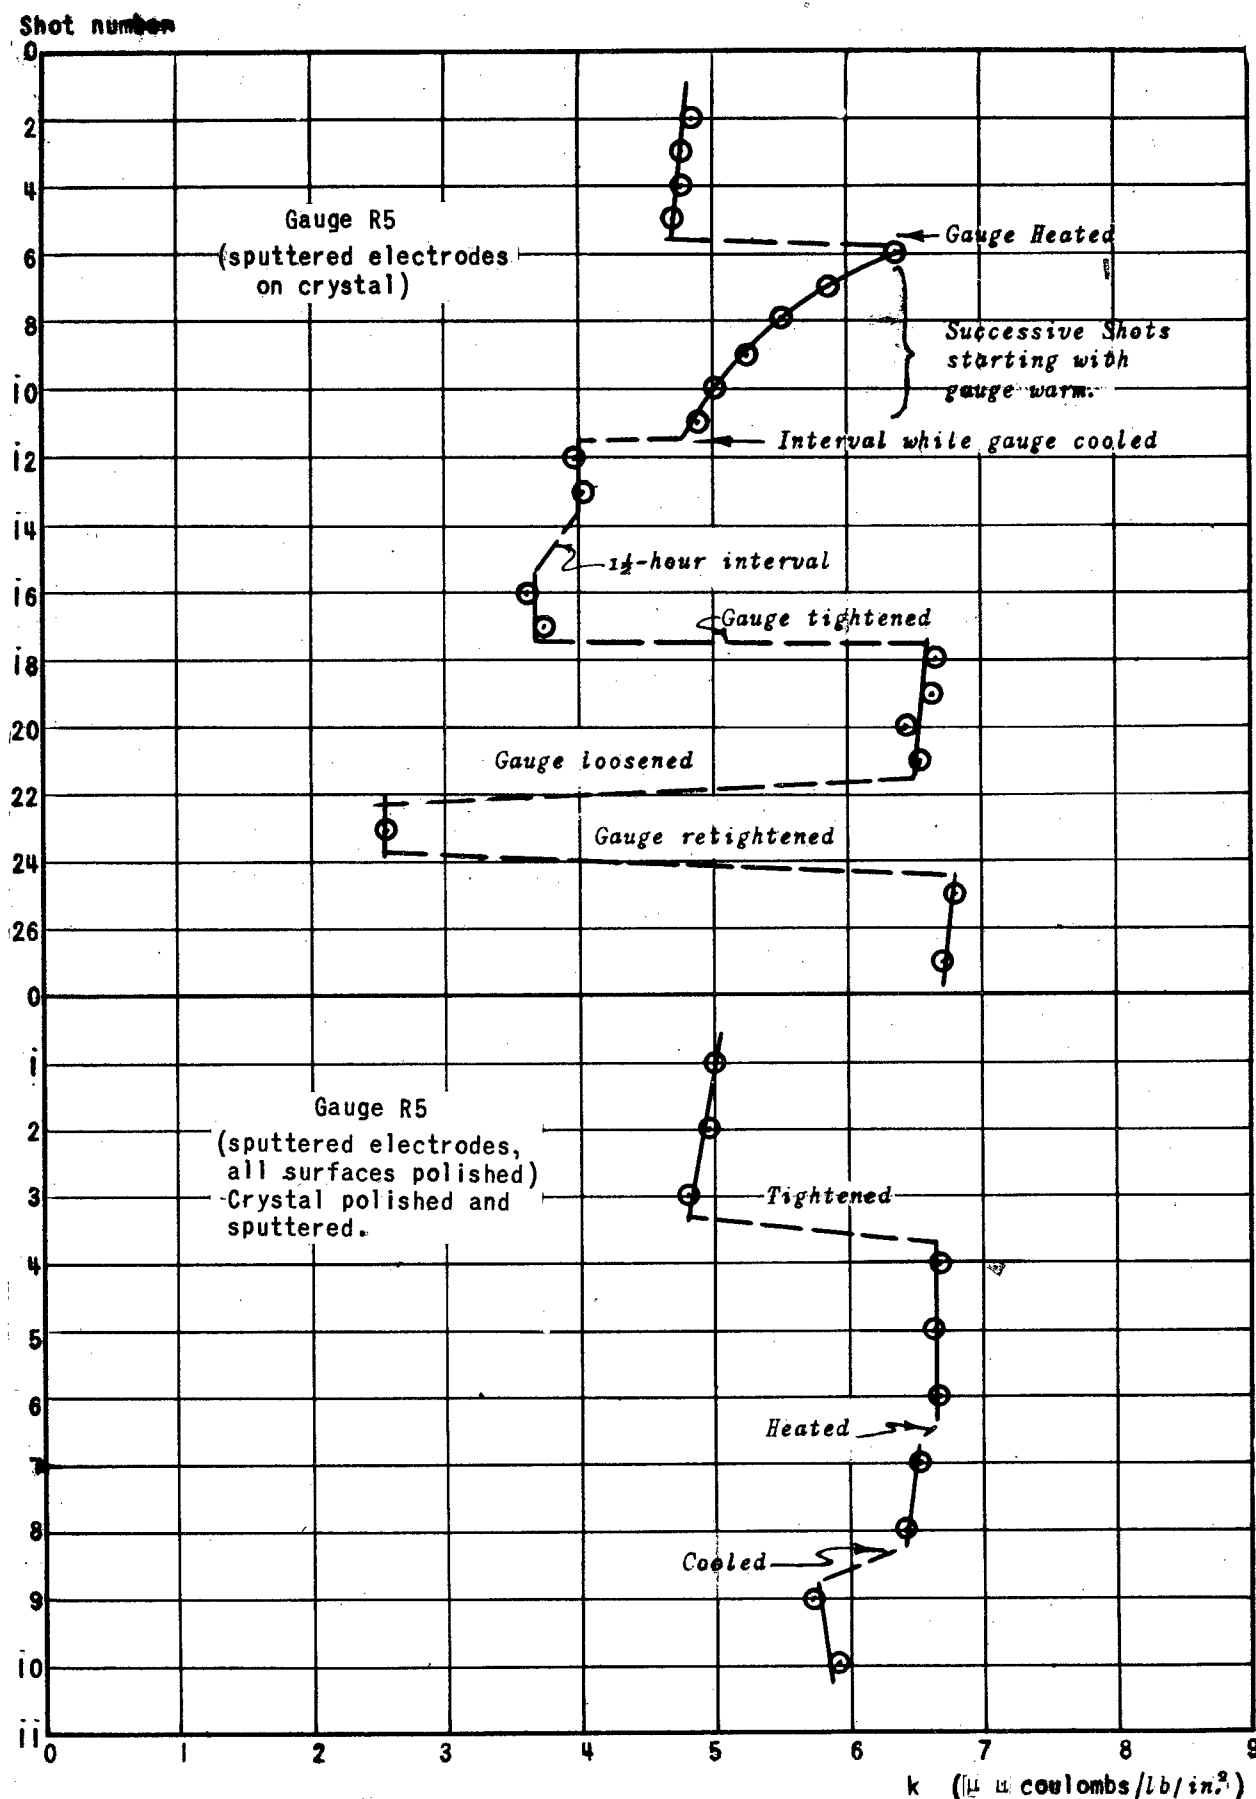 Shot number
0
2
4
6
8
10
12
14
16
18
20
22
24
26
0
1
2
3
4
5
6
7
8
9
10
11
Gauge R5
(sputtered electrodes
on crystal)
Gauge Heated
Successive Shots
starting with
gauge warm.
Interval while gauge cooled
1½-hour interval
Gauge tightened
Gauge loosened
Gauge retightened
Gauge R5
(sputtered electrodes,
all surfaces polished)
Crystal polished and
sputtered.
Tightened
Heated
Cooled
0 1 2 3 4 5 6 7 8 9
k (μ μ coulombs/lb/in.²)